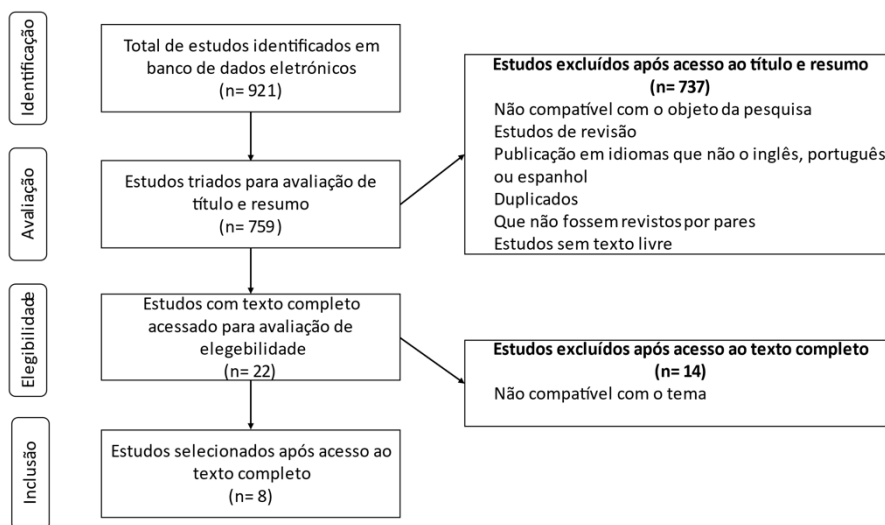 Identificação
Total de estudos identificados em
banco de dados eletrónicos
(n= 921)
Estudos excluídos após acesso ao título e resumo
(n= 737)
Não compatível com o objeto da pesquisa
Estudos de revisão
Publicação em idiomas que não o inglês, português
ou espanhol
Duplicados
Que não fossem revistos por pares
Estudos sem texto livre
Avaliação
Estudos triados para avaliação de
título e resumo
(n= 759)
Elegibilidade
Estudos com texto completo
acessado para avaliação de
elegebilidade
(n= 22)
Estudos excluídos após acesso ao texto completo
(n= 14)
Não compatível com o tema
Inclusão
Estudos selecionados após acesso ao
texto completo
(n= 8)